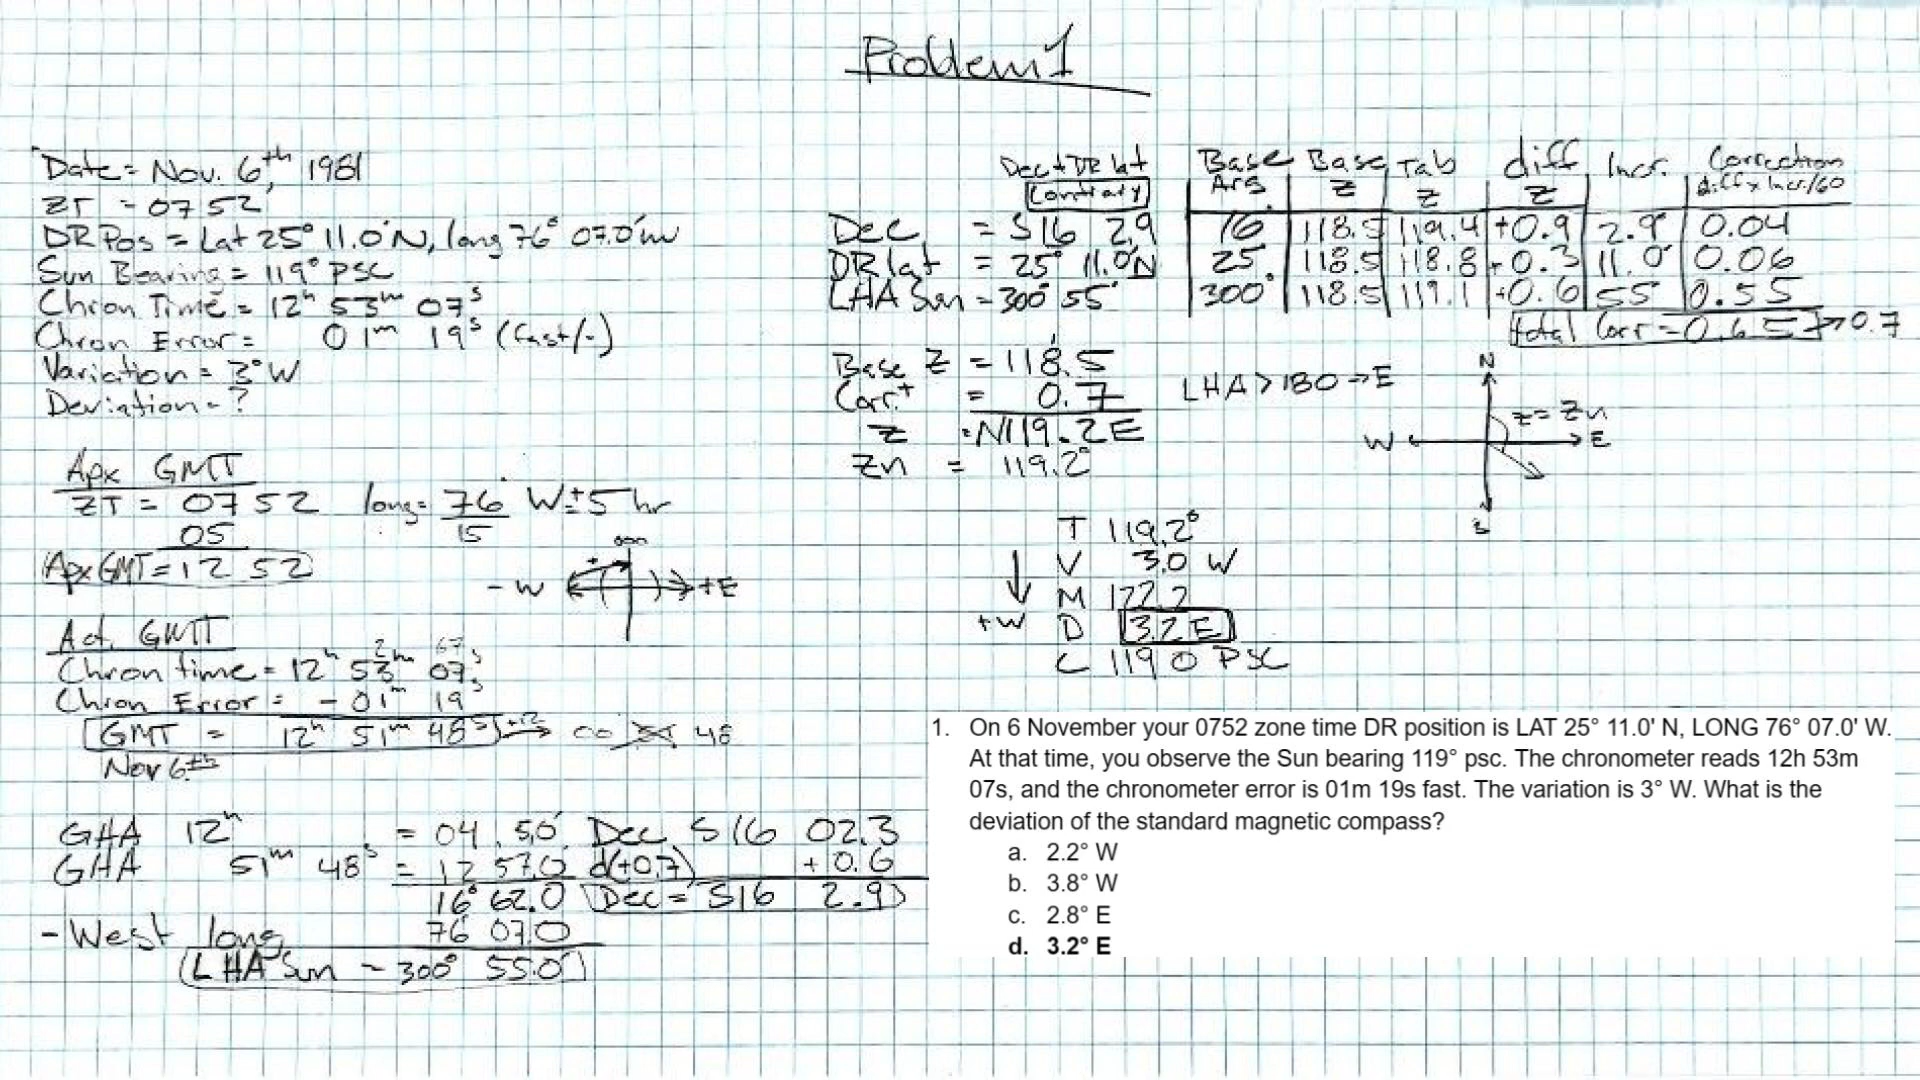 Problem 1
Date = Nov. 6th, 1981
ZT = 0752
DR Pos = Lat 25° 11.0' N, long 76° 07.0' W
Sun Bearing = 119° PSC
Chron Time = 12h 53m 07s
Chron Error = 01m 19s (fast/-)
Variation = 3° W
Deviation = ?
Apx GMT
ZT = 0752 long = 76° W ± 5 hr
05 15
Apx GMT = 12 52
- W + E
Act. GMT
2 67
Chron time = 12h 53m 07s
Chron Error = - 01m 19s
GMT = 12h 51m 48s +12 48
Nov 6th
GHA 12h = 04 5,0' Dec S 16 02.3
GHA 51m 48s = 12 57.0 d(+0.7) + 0.6
16° 62.0 Dec = S16 2.9
- West long 76 07.0
LHA Sun - 300° 55.0'
Dec + DR lat
Contrary
Dec = S16 2.9
DR lat = 25° 11.0'N
LHA Sun - 300° 55'
Base Arg Base Z Tab Z diff Z Incr. Correction diff x Incr./60
16° 118.5 119.4 +0.9 2.9' 0.04
25° 118.5 118.8 +0.3 11.0' 0.06
300° 118.5 119.1 +0.6 55' 0.55
total Corr = 0.65 → 0.7
Base Z = 118.5
Corr.+ = 0.7
Z = N119.2E
Zn = 119.2°
LHA > 180 → E
N
Z = Zn
W E
S
T 119.2°
V 3.0 W
M 122.2
+W D 3.2 E
C 119 0 PSC
1. On 6 November your 0752 zone time DR position is LAT 25° 11.0' N, LONG 76° 07.0' W.
At that time, you observe the Sun bearing 119° psc. The chronometer reads 12h 53m
07s, and the chronometer error is 01m 19s fast. The variation is 3° W. What is the
deviation of the standard magnetic compass?
a. 2.2° W
b. 3.8° W
c. 2.8° E
d. 3.2° E